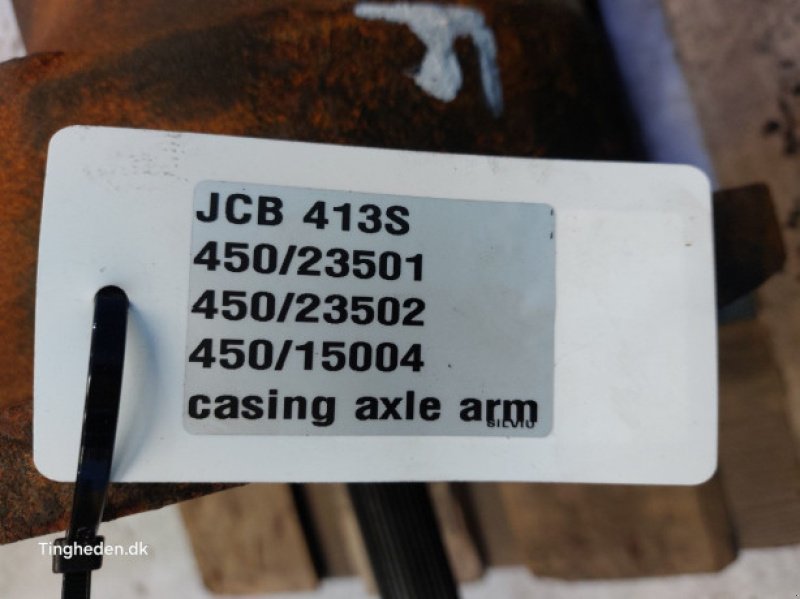 F
JCB 413S
450/23501
450/23502
450/15004
casing axle arm
SILVIU
Tingheden.dk